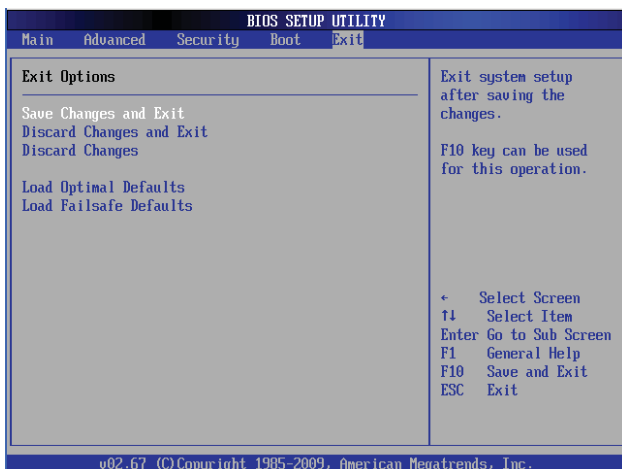 BIOS SETUP UTILITY
Main Advanced Security Boot Exit
Exit Options
Save Changes and Exit
Discard Changes and Exit
Discard Changes
Load Optimal Defaults
Load Failsafe Defaults
Exit system setup
after saving the
changes.
F10 key can be used
for this operation.
← Select Screen
↑↓ Select Item
Enter Go to Sub Screen
F1 General Help
F10 Save and Exit
ESC Exit
v02.67 (C)Copyright 1985-2009, American Megatrends, Inc.